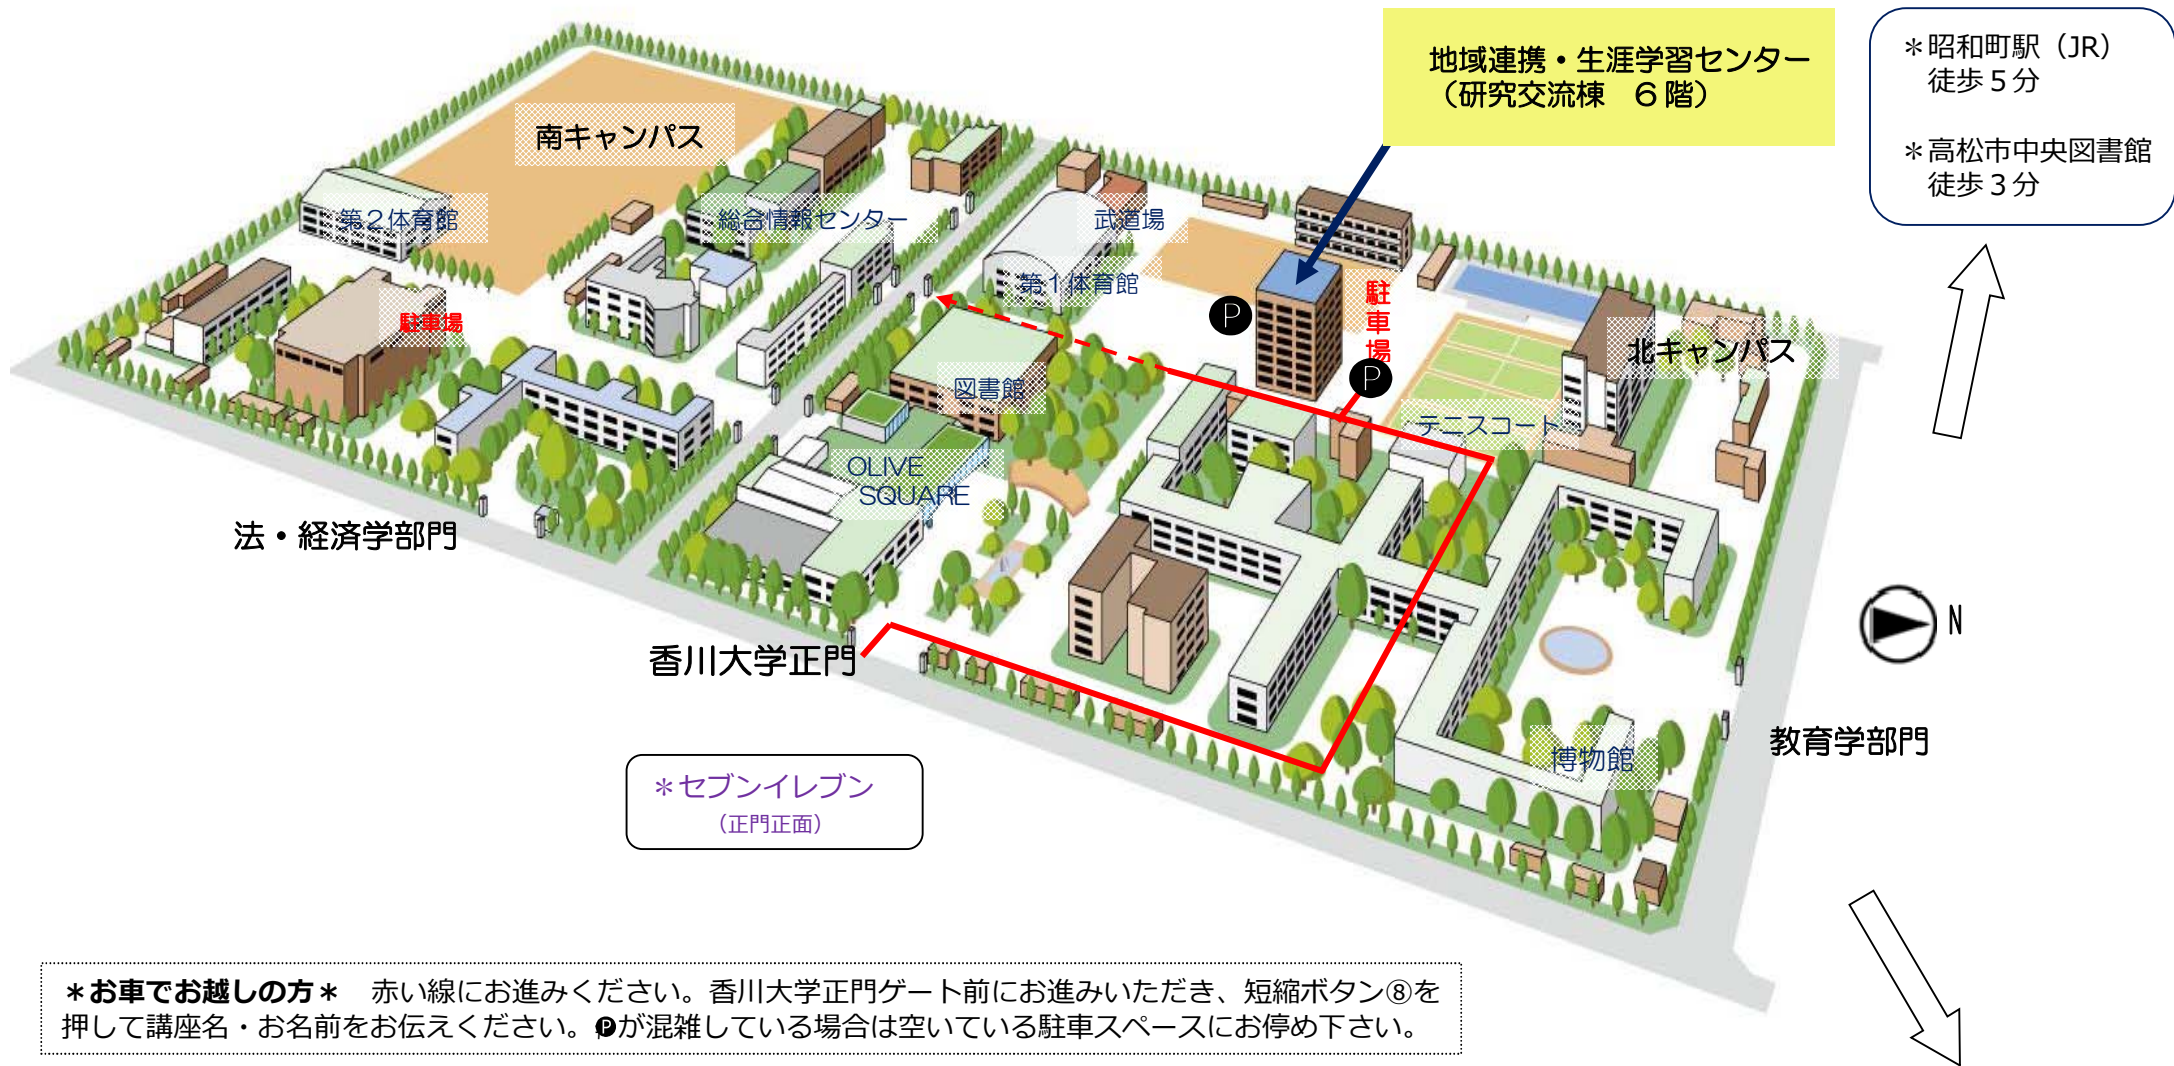 地域連携・生涯学習センター
（研究交流棟　６階）
＊昭和町駅（JR）
徒歩５分
＊高松市中央図書館
徒歩３分
南キャンパス
第２体育館
総合情報センター
武道場
第１体育館
駐車場
P
駐車場
P
北キャンパス
図書館
テニスコート
OLIVE
SQUARE
法・経済学部門
香川大学正門
N
教育学部門
博物館
＊セブンイレブン
（正門正面）
＊お車でお越しの方＊　赤い線にお進みください。香川大学正門ゲート前にお進みいただき、短縮ボタン⑧を
押して講座名・お名前をお伝えください。🅟が混雑している場合は空いている駐車スペースにお停め下さい。